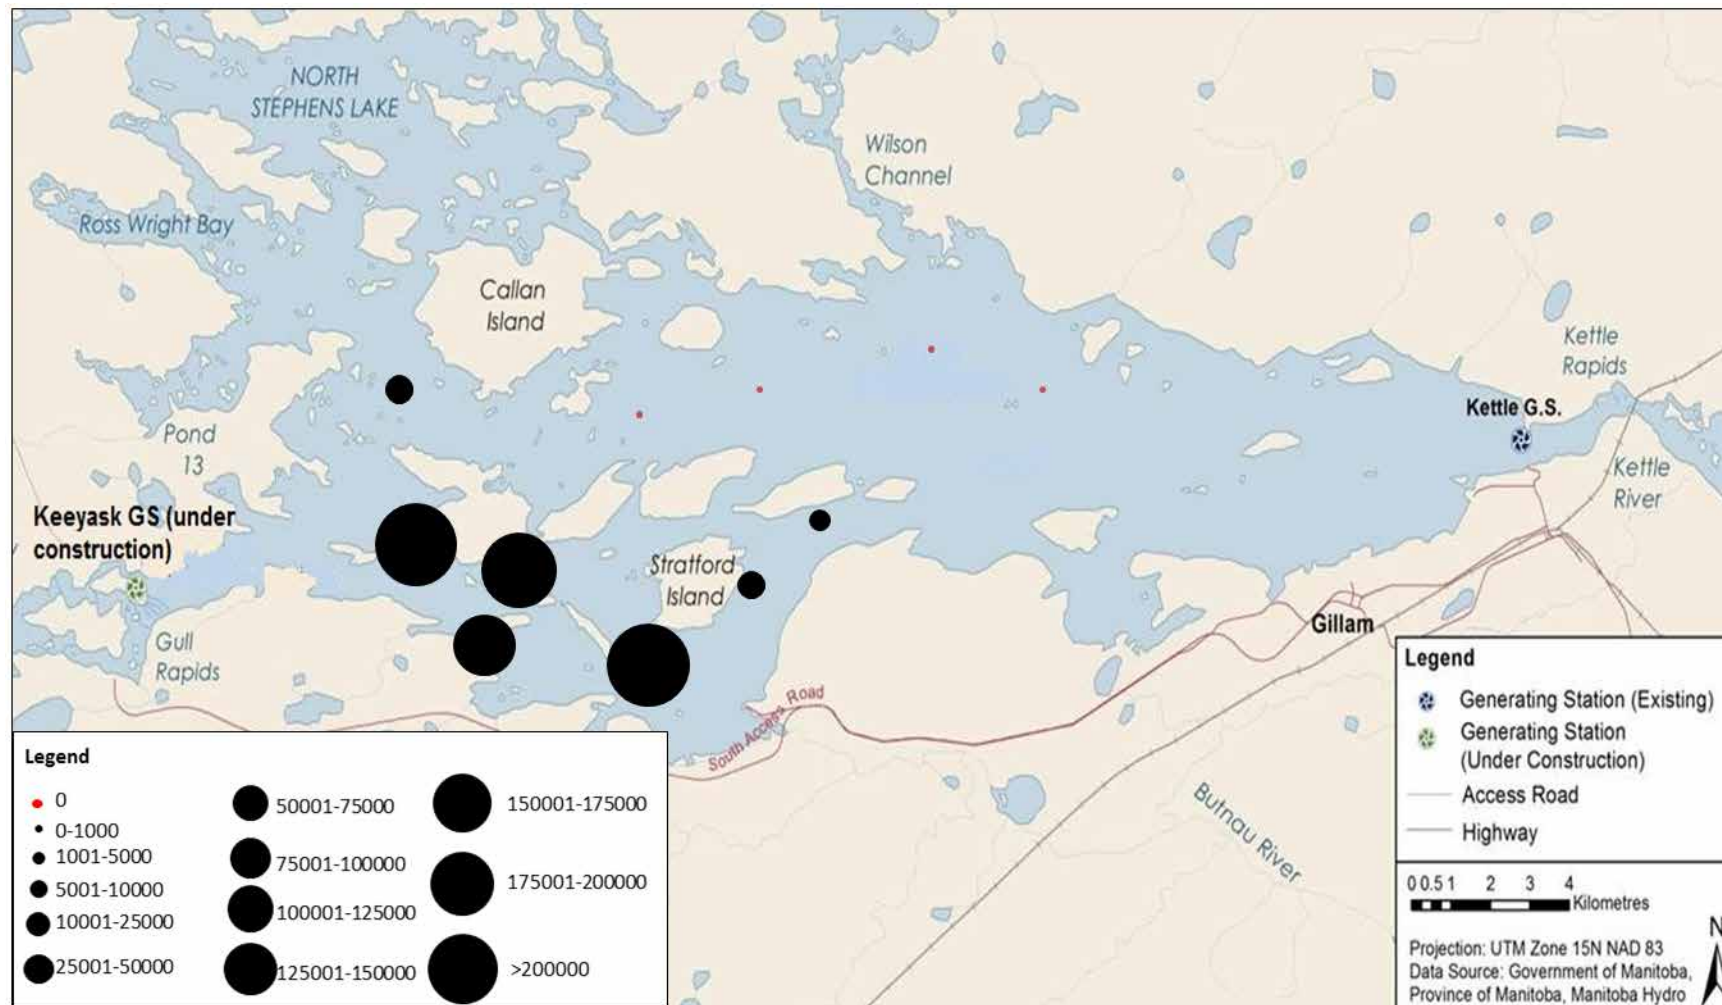 NORTH
STEPHENS LAKE
Wilson
Channel
Ross Wright Bay
Callan
Island
Kettle
Rapids
Kettle G.S.
Pond
13
Kettle
River
Keeyask GS (under
construction)
Stratford
Island
Gull
Rapids
Gillam
South Access Road
Butnau River
Legend
0
0-1000
1001-5000
5001-10000
10001-25000
25001-50000
50001-75000
75001-100000
100001-125000
125001-150000
150001-175000
175001-200000
>200000
Legend
Generating Station (Existing)
Generating Station
(Under Construction)
Access Road
Highway
0 0.5 1 2 3 4
Kilometres
N
Projection: UTM Zone 15N NAD 83
Data Source: Government of Manitoba,
Province of Manitoba, Manitoba Hydro